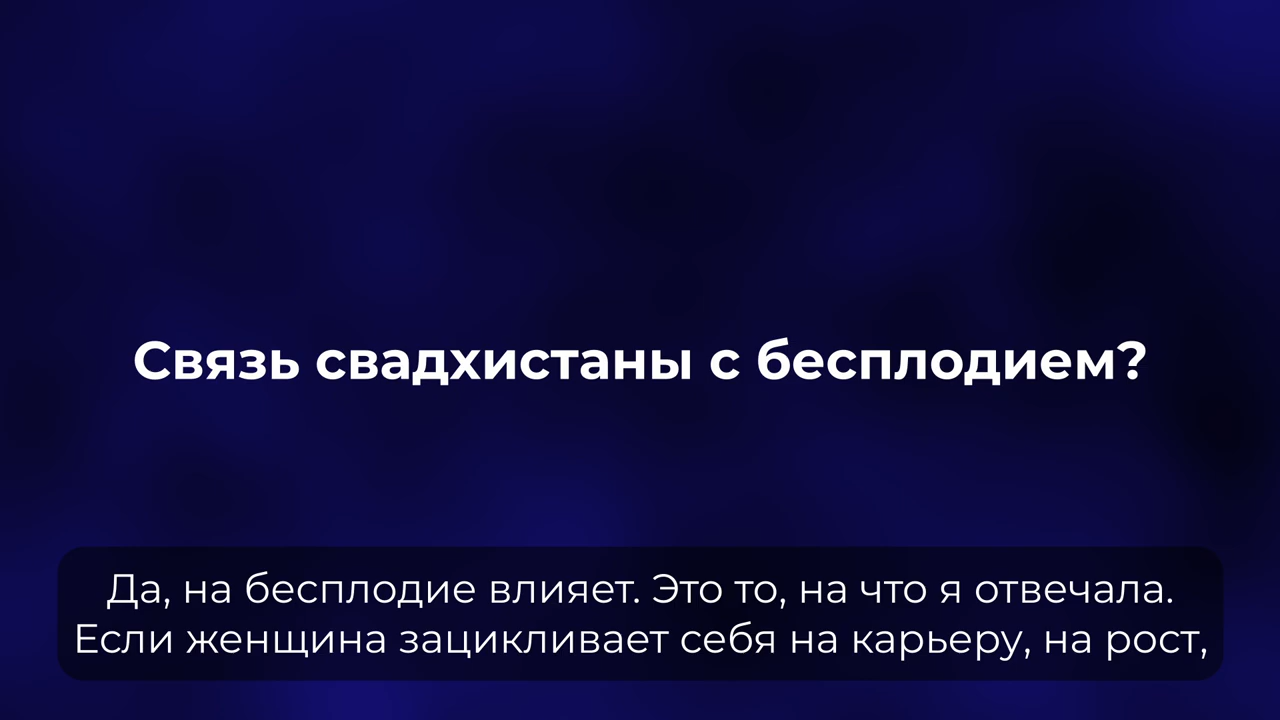 Связь свадхистаны с бесплодием?
Да, на бесплодие влияет. Это то, на что я отвечала.
Если женщина зацикливает себя на карьеру, на рост,